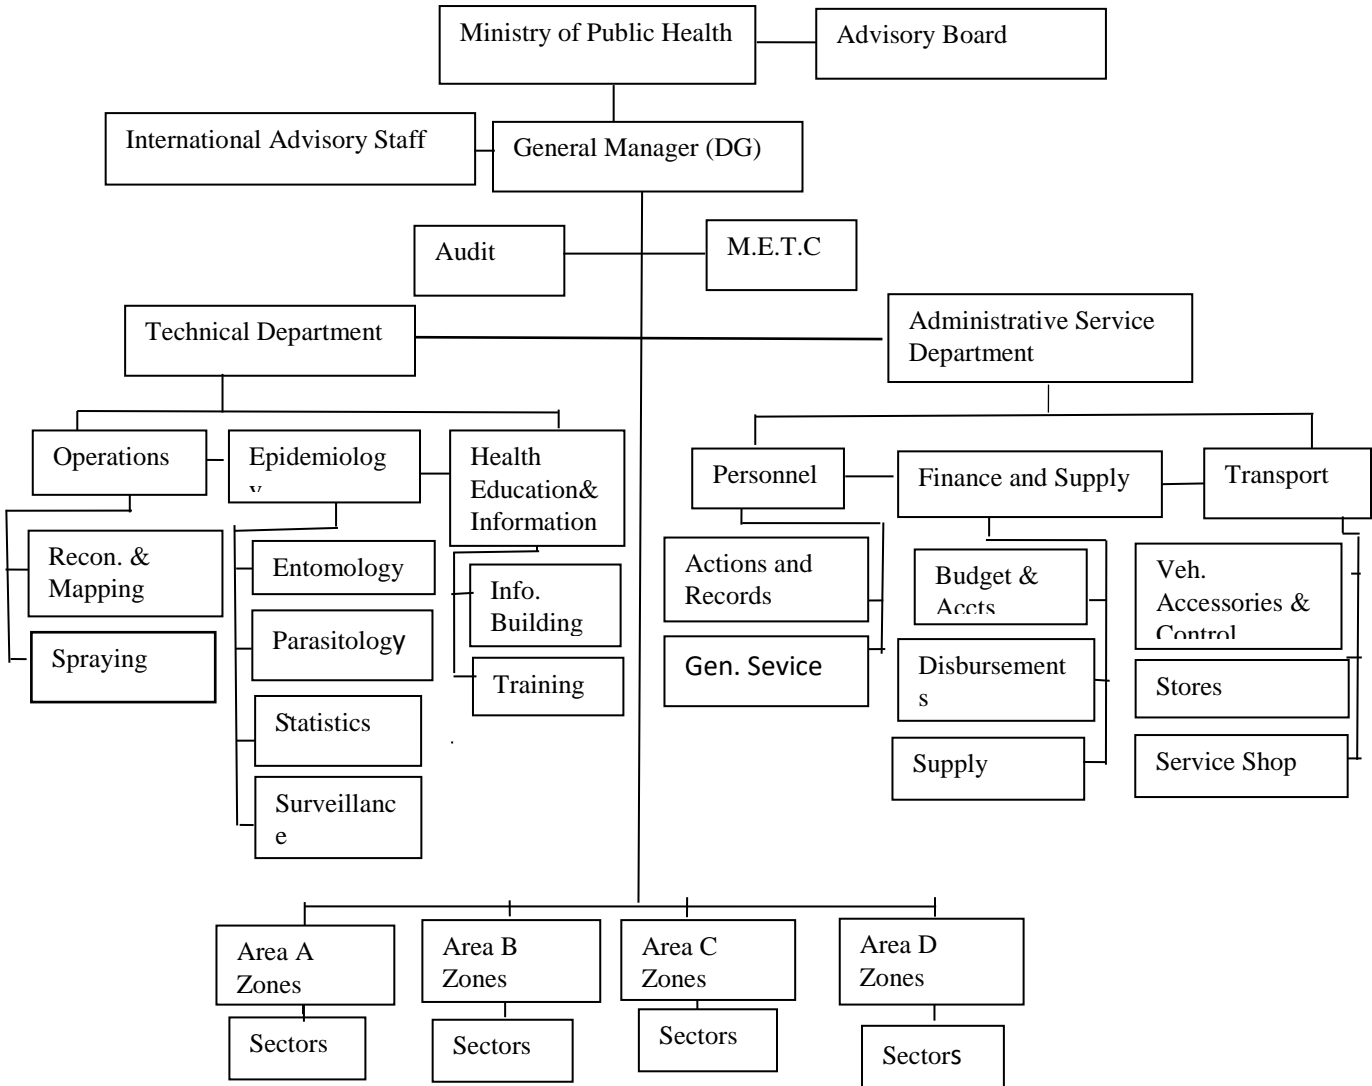 Ministry of Public Health
Advisory Board
International Advisory Staff
General Manager (DG)
Audit
M.E.T.C
Technical Department
Administrative Service
Department
Operations
Epidemiolog
y
Health
Education&
Information
Personnel
Finance and Supply
Transport
Recon. &
Mapping
Spraying
Entomology
Parasitology
Statistics
Surveillanc
e
Info.
Building
Training
Actions and
Records
Gen. Sevice
Budget &
Accts
Disbursement
s
Supply
Veh.
Accessories &
Control
Stores
Service Shop
Area A
Zones
Area B
Zones
Area C
Zones
Area D
Zones
Sectors
Sectors
Sectors
Sectors